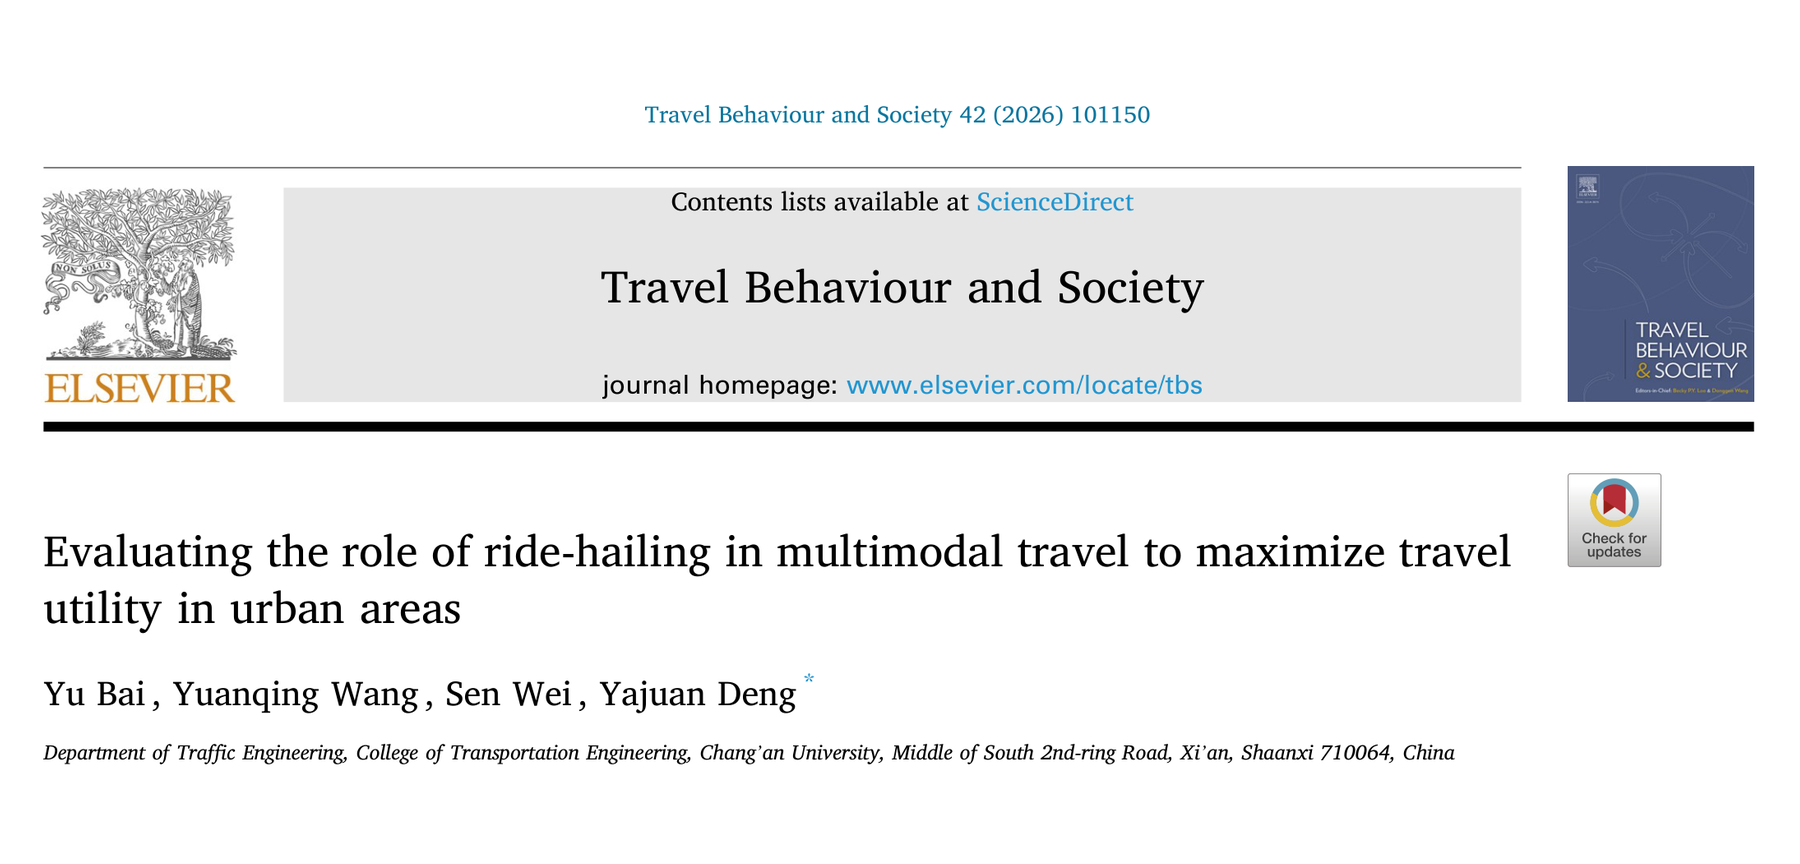 Travel Behaviour and Society 42 (2026) 101150
Contents lists available at ScienceDirect
Travel Behaviour and Society
journal homepage: www.elsevier.com/locate/tbs
NON SOLUS
ELSEVIER
TRAVEL
BEHAVIOUR
& SOCIETY
Editors-in-Chief:
Check for
updates
Evaluating the role of ride-hailing in multimodal travel to maximize travel
utility in urban areas
Yu Bai, Yuanqing Wang, Sen Wei, Yajuan Deng *
Department of Traffic Engineering, College of Transportation Engineering, Chang'an University, Middle of South 2nd-ring Road, Xi'an, Shaanxi 710064, China